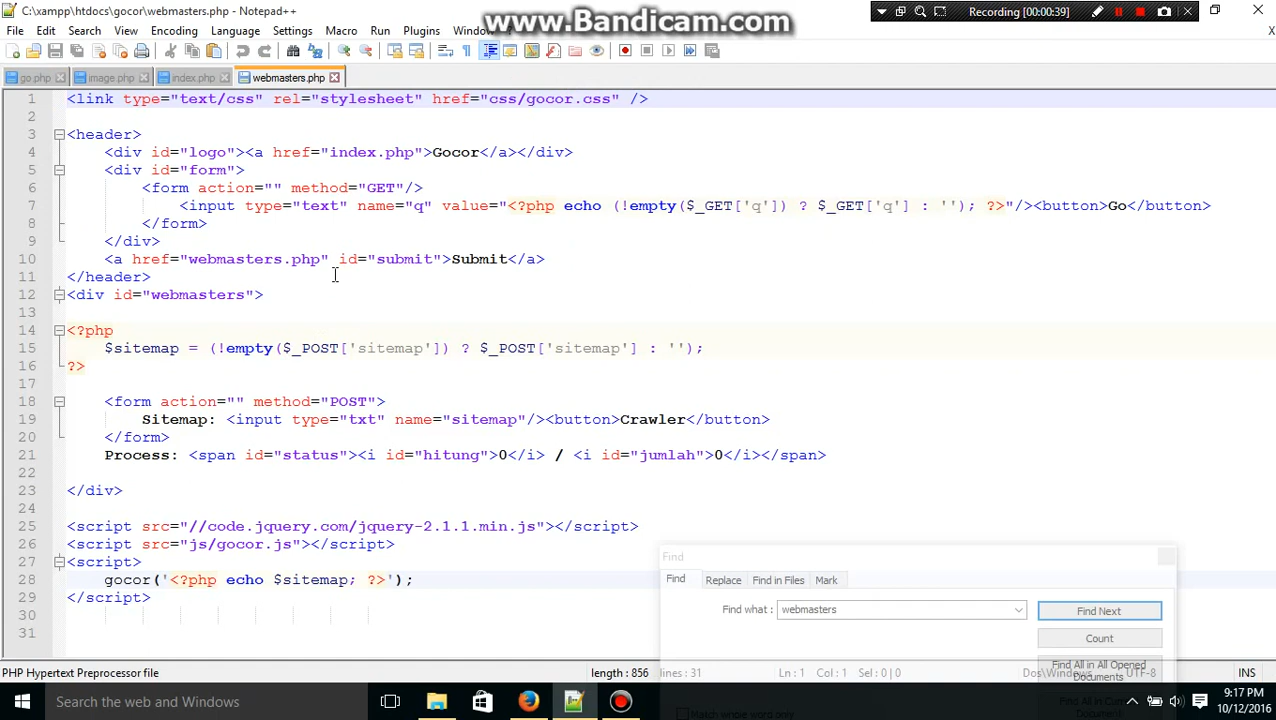 C:\xampp\htdocs\gocor\webmasters.php - Notepad++
www.Bandicam.com
Recording [00:00:39]
File Edit Search View Encoding Language Settings Macro Run Plugins
X
go.php image.php index.php webmasters.php
1 <link type="text/css" rel="stylesheet" href="css/gocor.css" />
2
3 <header>
4 <div id="logo"><a href="index.php">Gocor</a></div>
5 <div id="form">
6 <form action="" method="GET"/>
7 <input type="text" name="q" value="<?php echo (!empty($_GET['q']) ? $_GET['q'] : ''); ?>"/><button>Go</button>
8 </form>
9 </div>
10 <a href="webmasters.php" id="submit">Submit</a>
11 </header>
12 <div id="webmasters">
13
14 <?php
15 $sitemap = (!empty($_POST['sitemap']) ? $_POST['sitemap'] : '');
16 ?>
17
18 <form action="" method="POST">
19 Sitemap: <input type="txt" name="sitemap"/><button>Crawler</button>
20 </form>
21 Process: <span id="status"><i id="hitung">0</i> / <i id="jumlah">0</i></span>
22
23 </div>
24
25 <script src="//code.jquery.com/jquery-2.1.1.min.js"></script>
26 <script src="js/gocor.js"></script>
27 <script>
28 gocor('<?php echo $sitemap; ?>');
29 </script>
30
31
Find
Find Replace Find in Files Mark
Find what : webmasters
Find Next
Count
Find All in All Opened
Documents
Match whole word only
PHP Hypertext Preprocessor file length : 856 lines : 31 Ln : 1 Col : 1 Sel : 0 | 0 UTF-8 INS
Search the web and Windows
9:17 PM
10/12/2016